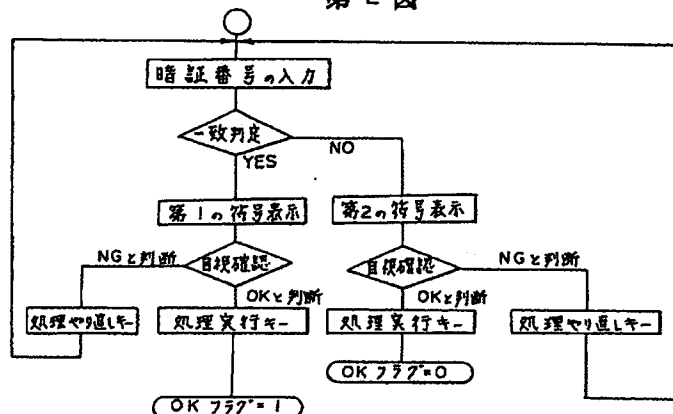 第2図
暗証番号の入力
一致判定
YES
NO
第1の符号表示
第2の符号表示
NGと判断
目視確認
目視確認
NGと判断
OKと判断
OKと判断
処理やり直しキー
処理実行キー
処理実行キー
処理やり直しキー
OKフラグ=0
OKフラグ=1